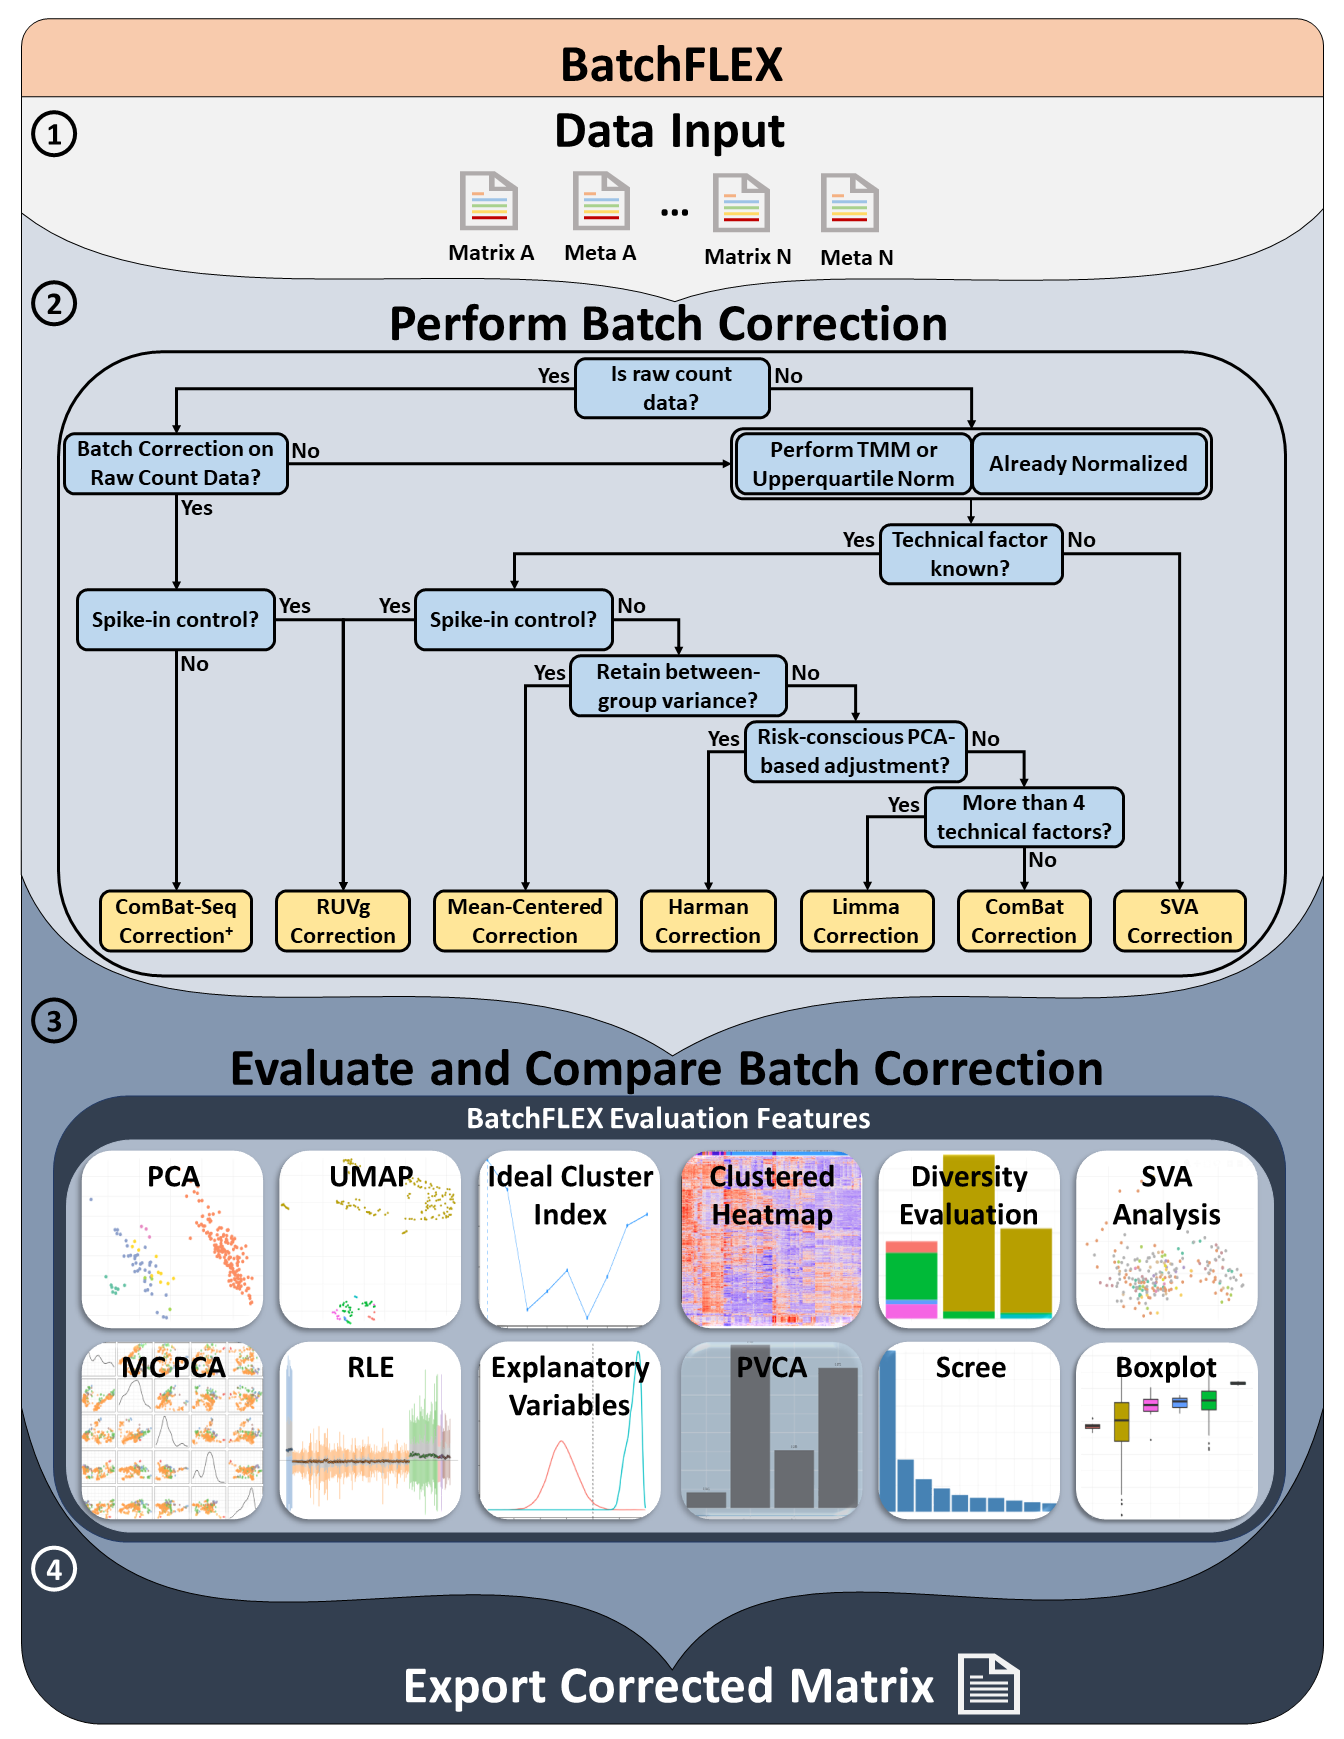 BatchFLEX
1
Data Input
Matrix A
Meta A
...
Matrix N
Meta N
2
Perform Batch Correction
Is raw count
data?
Yes
No
Batch Correction on
Raw Count Data?
No
Yes
Perform TMM or
Upperquartile Norm
Already Normalized
Technical factor
known?
Yes
No
Spike-in control?
Yes
No
Spike-in control?
Yes
No
Retain between-
group variance?
Yes
No
Risk-conscious PCA-
based adjustment?
Yes
No
More than 4
technical factors?
Yes
No
ComBat-Seq
Correction⁺
RUVg
Correction
Mean-Centered
Correction
Harman
Correction
Limma
Correction
ComBat
Correction
SVA
Correction
3
Evaluate and Compare Batch Correction
BatchFLEX Evaluation Features
PCA
UMAP
Ideal Cluster
Index
Clustered
Heatmap
Diversity
Evaluation
SVA
Analysis
MC PCA
RLE
Explanatory
Variables
PVCA
Scree
Boxplot
4
Export Corrected Matrix